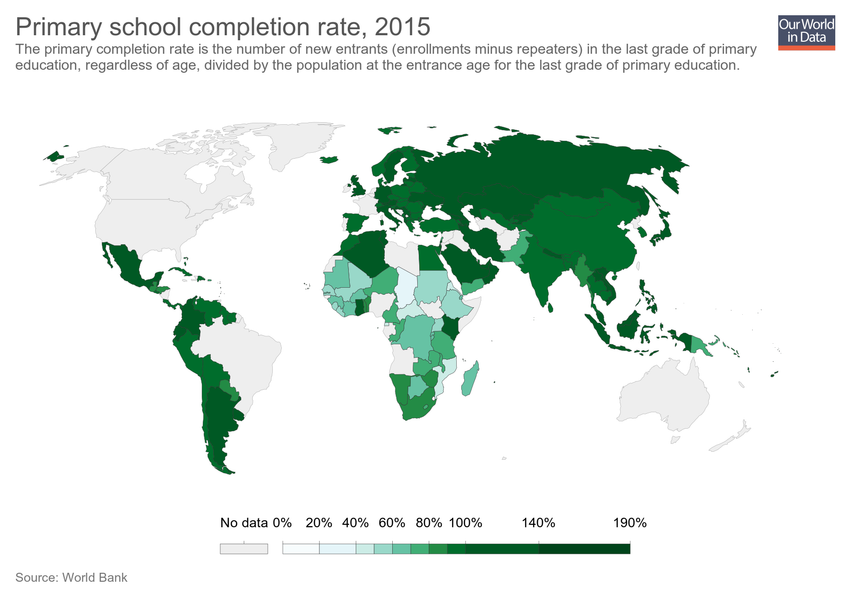 Primary school completion rate, 2015
Our World
in Data
The primary completion rate is the number of new entrants (enrollments minus repeaters) in the last grade of primary
education, regardless of age, divided by the population at the entrance age for the last grade of primary education.
No data 0% 20% 40% 60% 80% 100% 140% 190%
Source: World Bank